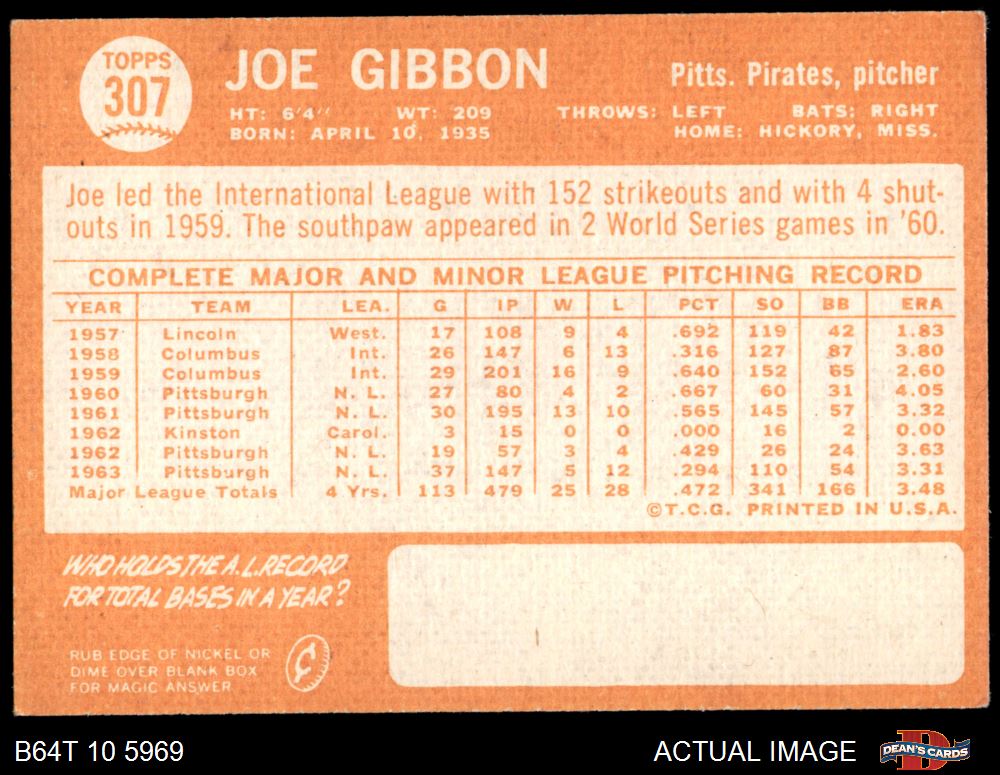 TOPPS
307
JOE GIBBON
Pitts. Pirates, pitcher
HT: 6'4" WT: 209 THROWS: LEFT BATS: RIGHT
BORN: APRIL 10, 1935 HOME: HICKORY, MISS.
Joe led the International League with 152 strikeouts and with 4 shut-
outs in 1959. The southpaw appeared in 2 World Series games in '60.
COMPLETE MAJOR AND MINOR LEAGUE PITCHING RECORD
YEAR TEAM LEA. G IP W L PCT SO BB ERA
1957 Lincoln West. 17 108 9 4 .692 119 42 1.83
1958 Columbus Int. 26 147 6 13 .316 127 87 3.80
1959 Columbus Int. 29 201 16 9 .640 152 65 2.60
1960 Pittsburgh N. L. 27 80 4 2 .667 60 31 4.05
1961 Pittsburgh N. L. 30 195 13 10 .565 145 57 3.32
1962 Kinston Carol. 3 15 0 0 .000 16 2 0.00
1962 Pittsburgh N. L. 19 57 3 4 .429 26 24 3.63
1963 Pittsburgh N. L. 37 147 5 12 .294 110 54 3.31
Major League Totals 4 Yrs. 113 479 25 28 .472 341 166 3.48
©T.C.G. PRINTED IN U.S.A.
WHO HOLDS THE A.L. RECORD
FOR TOTAL BASES IN A YEAR?
RUB EDGE OF NICKEL OR
DIME OVER BLANK BOX
FOR MAGIC ANSWER
B64T 10 5969 ACTUAL IMAGE
DEAN'S CARDS